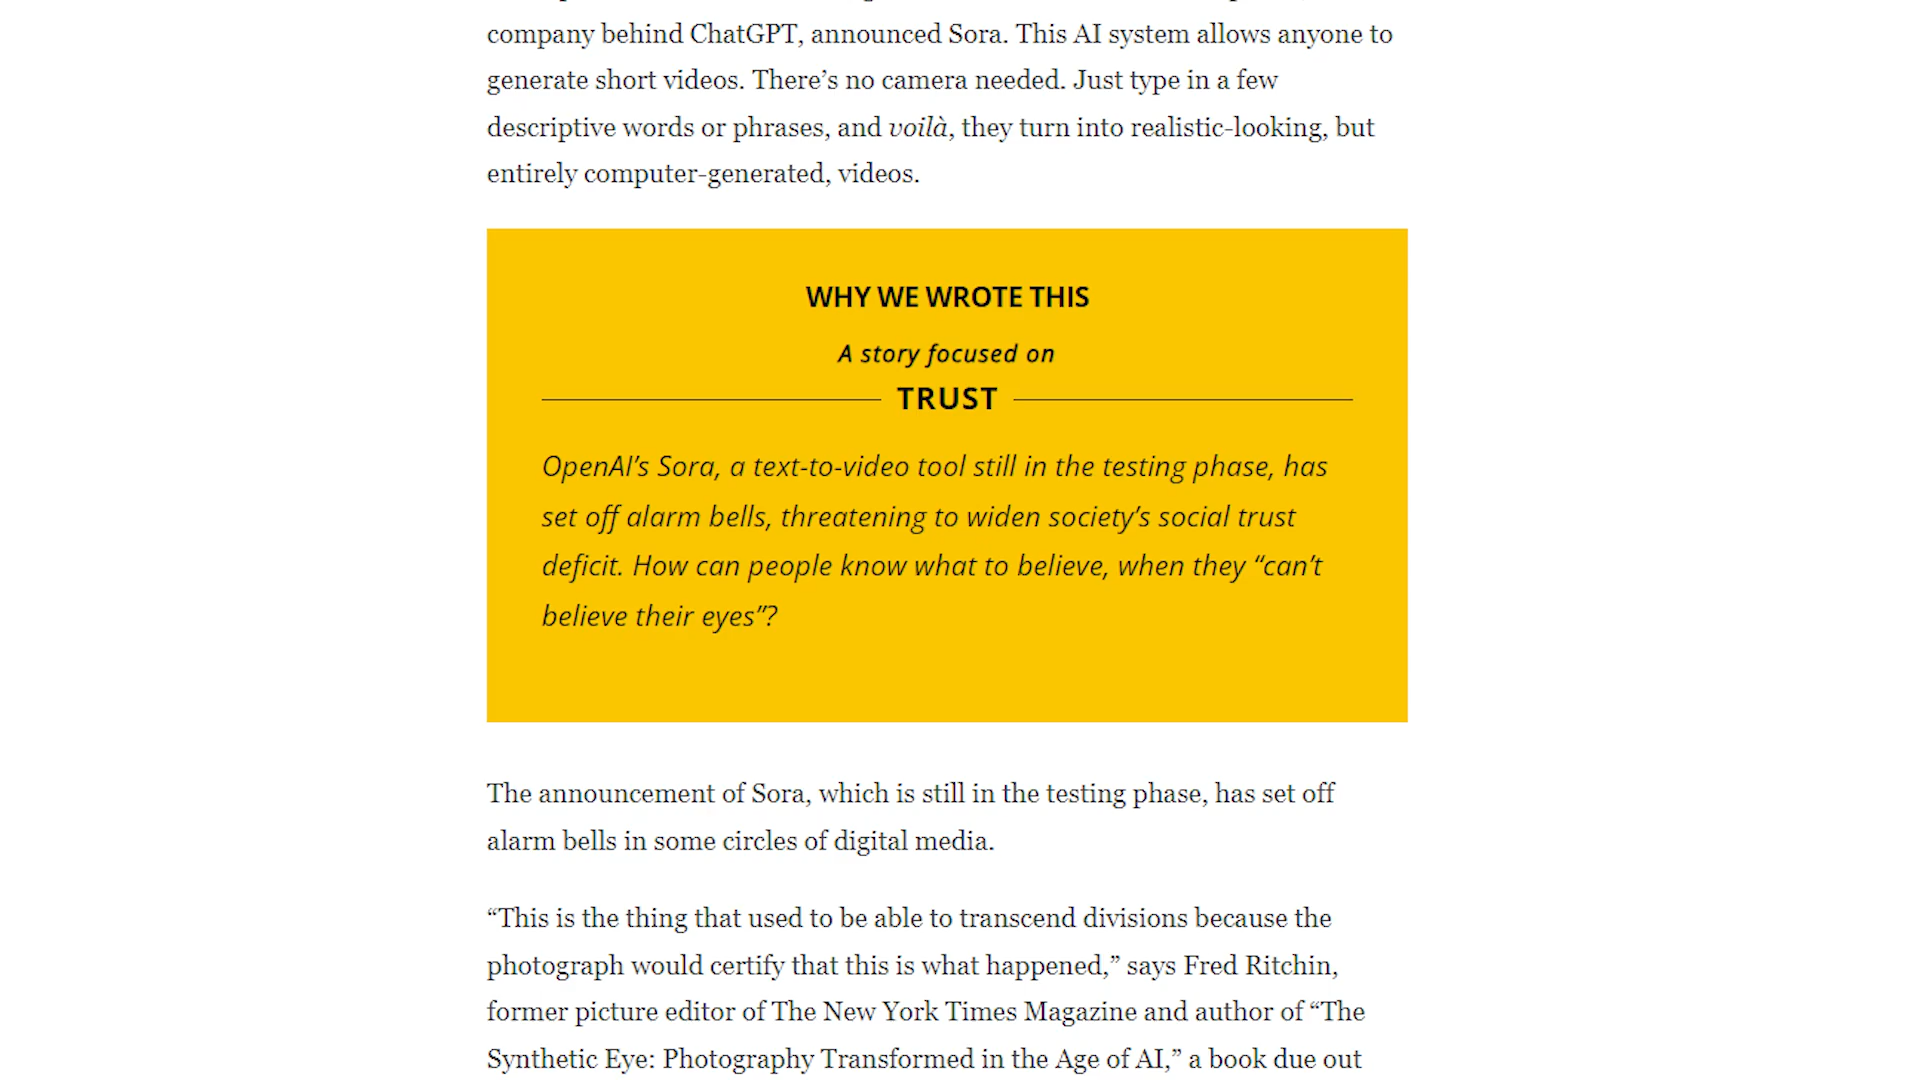 company behind ChatGPT, announced Sora. This AI system allows anyone to
generate short videos. There’s no camera needed. Just type in a few
descriptive words or phrases, and voilà, they turn into realistic-looking, but
entirely computer-generated, videos.
WHY WE WROTE THIS
A story focused on
TRUST
OpenAI’s Sora, a text-to-video tool still in the testing phase, has
set off alarm bells, threatening to widen society’s social trust
deficit. How can people know what to believe, when they “can’t
believe their eyes”?
The announcement of Sora, which is still in the testing phase, has set off
alarm bells in some circles of digital media.
“This is the thing that used to be able to transcend divisions because the
photograph would certify that this is what happened,” says Fred Ritchin,
former picture editor of The New York Times Magazine and author of “The
Synthetic Eye: Photography Transformed in the Age of AI,” a book due out